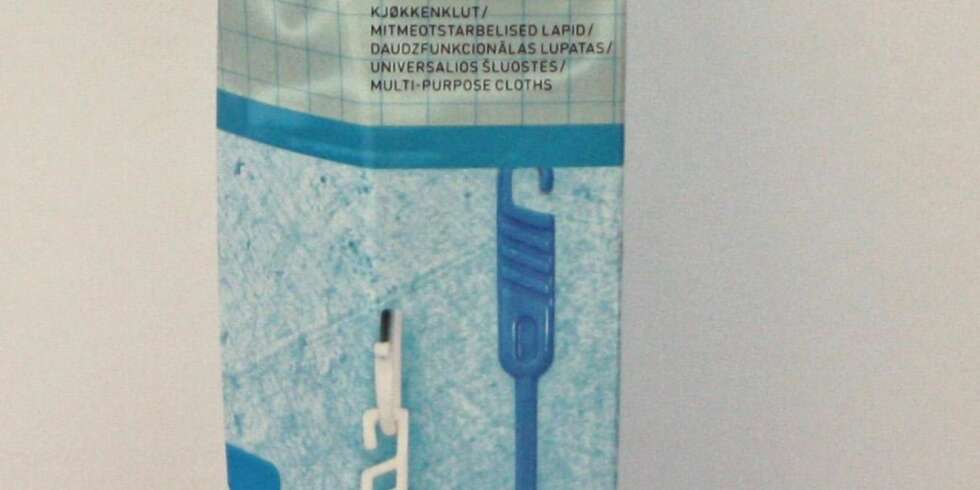 KJØKKENKLUT/
MITMEOTSTARBELISED LAPID/
DAUDZFUNKCIONĀLAS LUPATAS/
UNIVERSALIOS ŠLUOSTĖS/
MULTI-PURPOSE CLOTHS